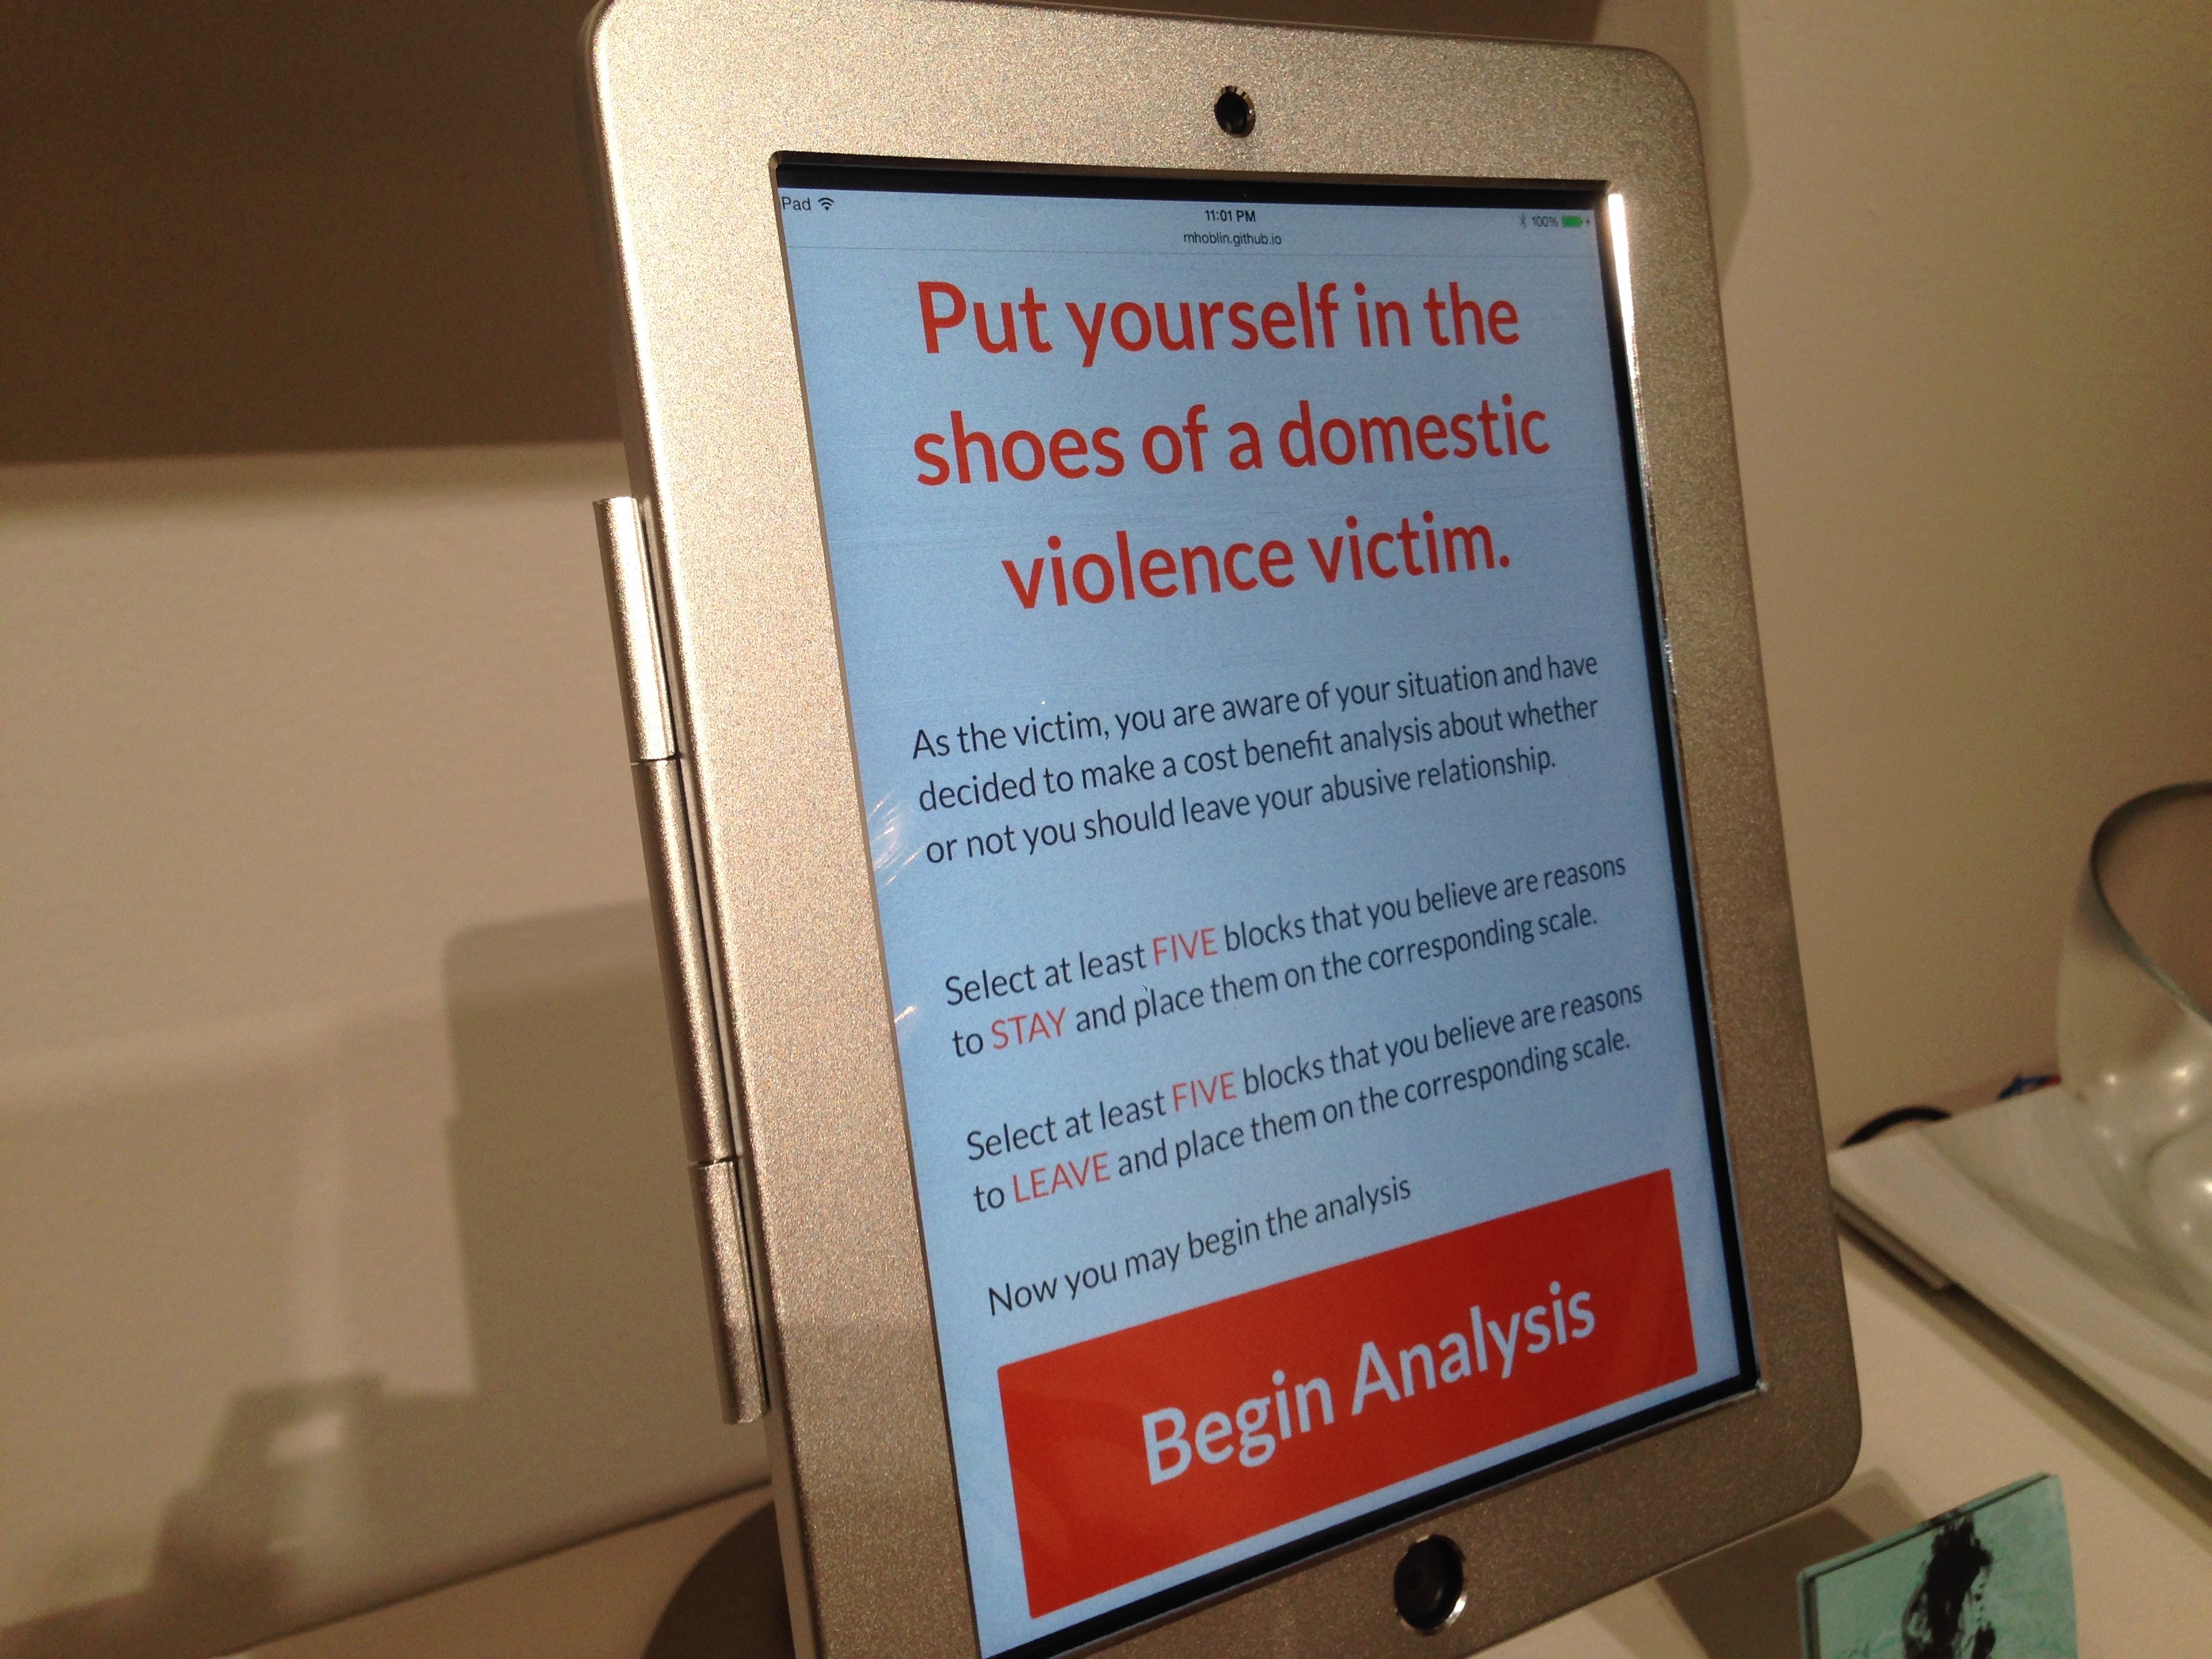 Pad
11:01 PM
100%
mhoblin.github.io
Put yourself in the
shoes of a domestic
violence victim.
As the victim, you are aware of your situation and have
decided to make a cost benefit analysis about whether
or not you should leave your abusive relationship.
Select at least FIVE blocks that you believe are reasons
to STAY and place them on the corresponding scale.
Select at least FIVE blocks that you believe are reasons
to LEAVE and place them on the corresponding scale.
Now you may begin the analysis
Begin Analysis